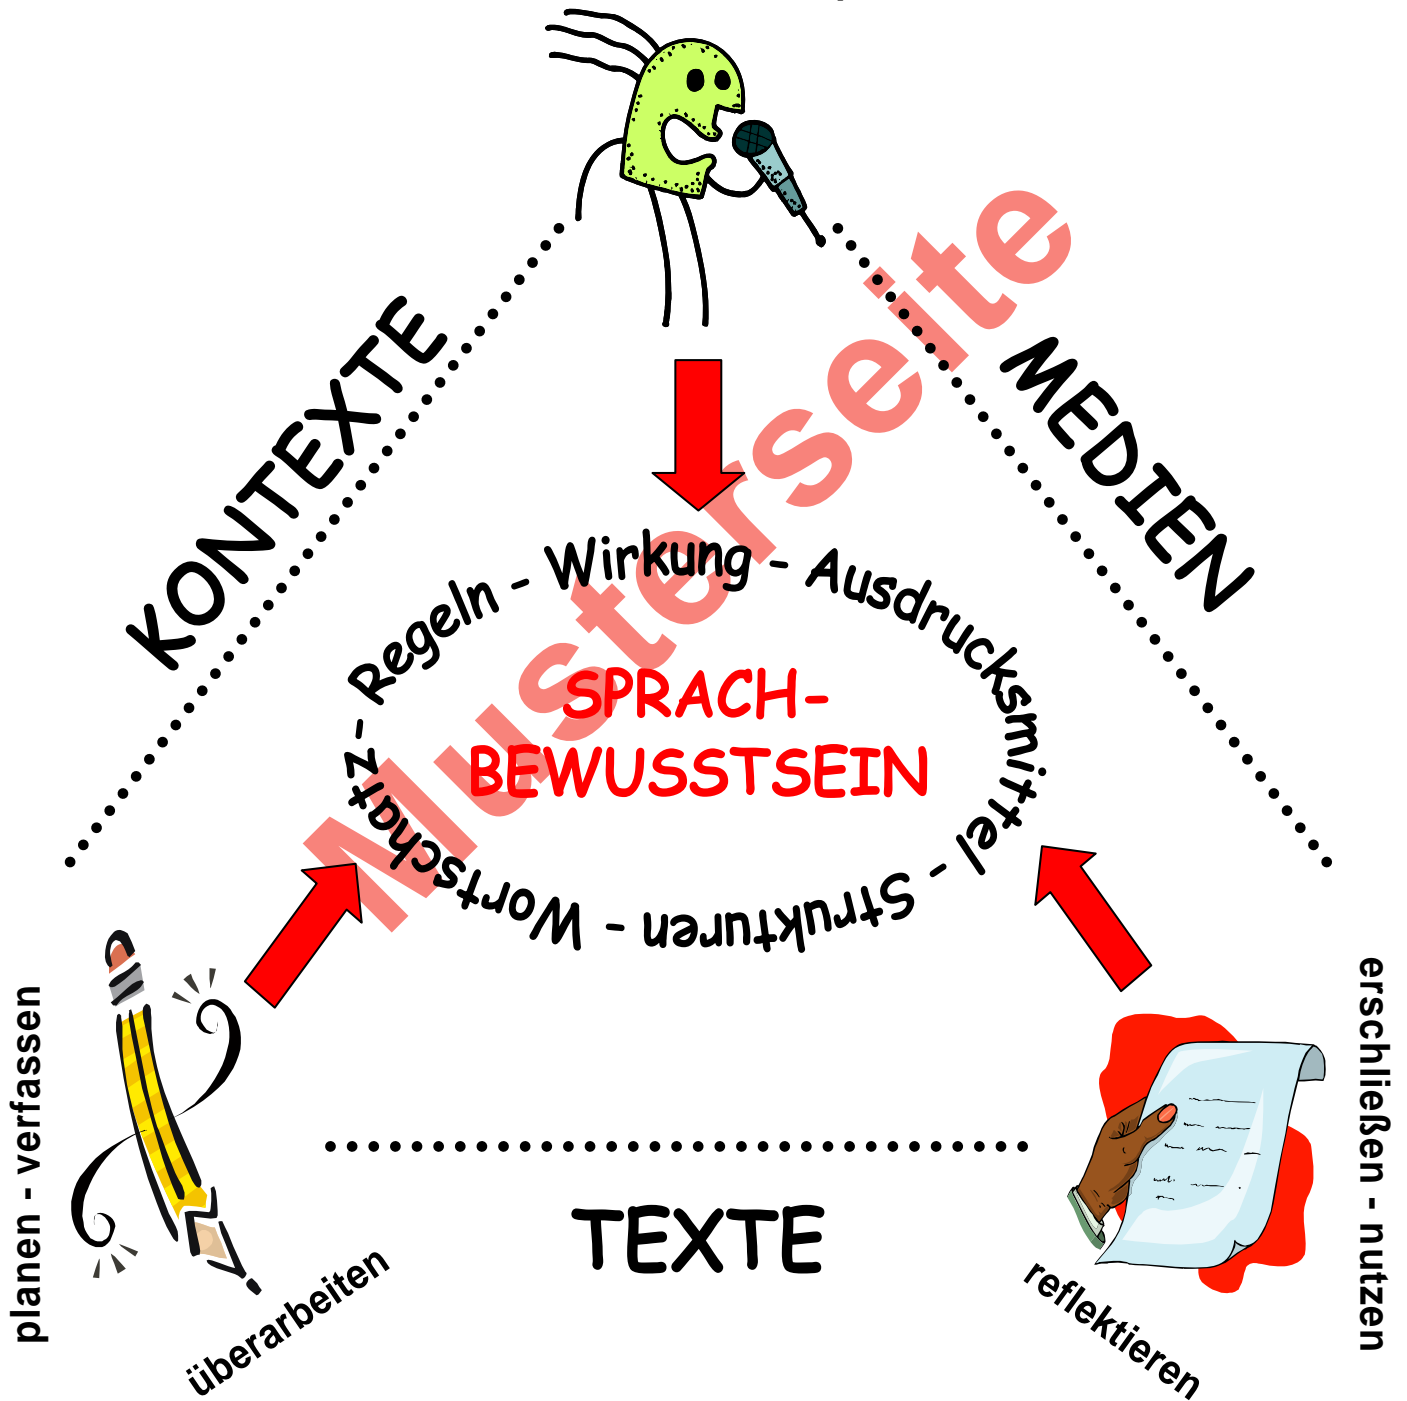 KONTEXTE
MEDIEN
Musterseite
Regeln - Wirkung - Ausdrucksmittel - Strukturen - Wortschatz -
SPRACH-
BEWUSSTSEIN
planen - verfassen
überarbeiten
TEXTE
reflektieren
erschließen - nutzen